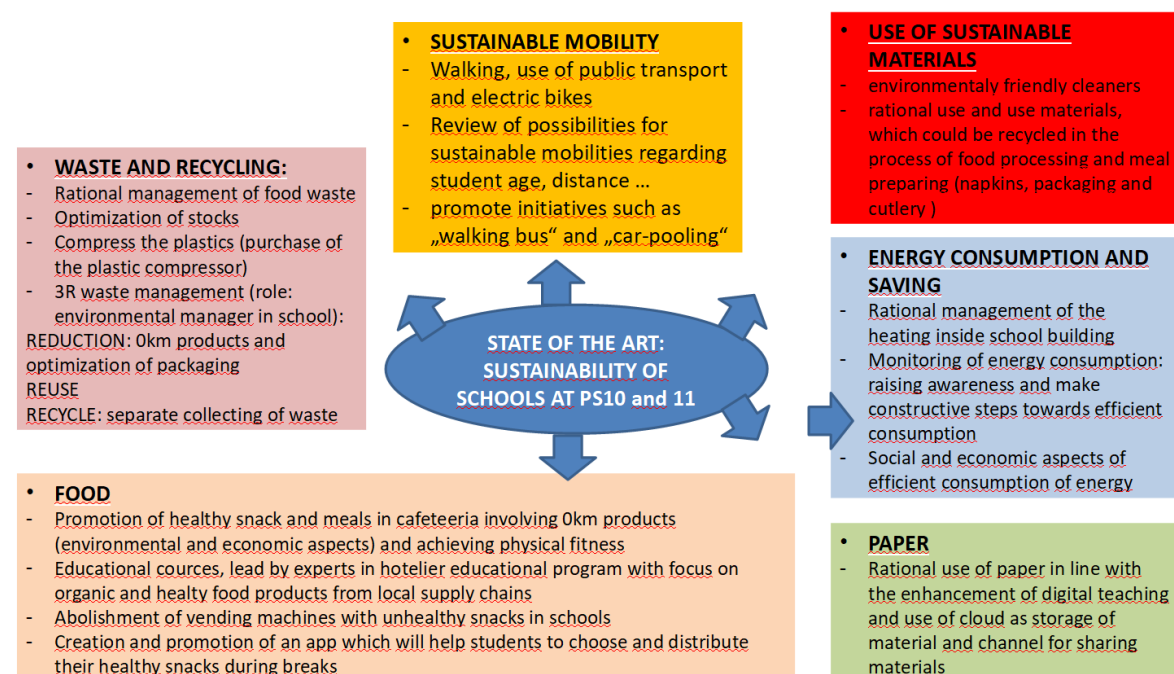 • SUSTAINABLE MOBILITY
- Walking, use of public transport
and electric bikes
- Review of possibilities for
sustainable mobilities regarding
student age, distance ...
- promote initiatives such as
„walking bus“ and „car-pooling“
• USE OF SUSTAINABLE
MATERIALS
- environmentaly friendly cleaners
- rational use and use materials,
which could be recycled in the
process of food processing and meal
preparing (napkins, packaging and
cutlery )
• WASTE AND RECYCLING:
- Rational management of food waste
- Optimization of stocks
- Compress the plastics (purchase of
the plastic compressor)
- 3R waste management (role:
environmental manager in school):
REDUCTION: 0km products and
optimization of packaging
REUSE
RECYCLE: separate collecting of waste
STATE OF THE ART:
SUSTAINABILITY OF
SCHOOLS AT PS10 and 11
• ENERGY CONSUMPTION AND
SAVING
- Rational management of the
heating inside school building
- Monitoring of energy consumption:
raising awareness and make
constructive steps towards efficient
consumption
- Social and economic aspects of
efficient consumption of energy
• FOOD
- Promotion of healthy snack and meals in cafeteeria involving 0km products
(environmental and economic aspects) and achieving physical fitness
- Educational cources, lead by experts in hotelier educational program with focus on
organic and healty food products from local supply chains
- Abolishment of vending machines with unhealthy snacks in schools
- Creation and promotion of an app which will help students to choose and distribute
their healthy snacks during breaks
• PAPER
- Rational use of paper in line with
the enhancement of digital teaching
and use of cloud as storage of
material and channel for sharing
materials